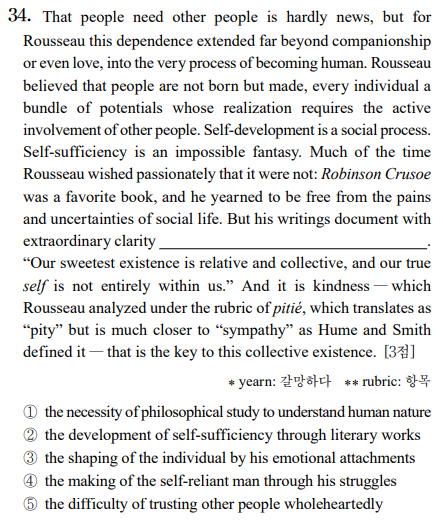 34. That people need other people is hardly news, but for
Rousseau this dependence extended far beyond companionship
or even love, into the very process of becoming human. Rousseau
believed that people are not born but made, every individual a
bundle of potentials whose realization requires the active
involvement of other people. Self-development is a social process.
Self-sufficiency is an impossible fantasy. Much of the time
Rousseau wished passionately that it were not: Robinson Crusoe
was a favorite book, and he yearned to be free from the pains
and uncertainties of social life. But his writings document with
extraordinary clarity ______________________________.
“Our sweetest existence is relative and collective, and our true
self is not entirely within us.” And it is kindness — which
Rousseau analyzed under the rubric of pitié, which translates as
“pity” but is much closer to “sympathy” as Hume and Smith
defined it — that is the key to this collective existence. [3점]
* yearn: 갈망하다 ** rubric: 항목
① the necessity of philosophical study to understand human nature
② the development of self-sufficiency through literary works
③ the shaping of the individual by his emotional attachments
④ the making of the self-reliant man through his struggles
⑤ the difficulty of trusting other people wholeheartedly